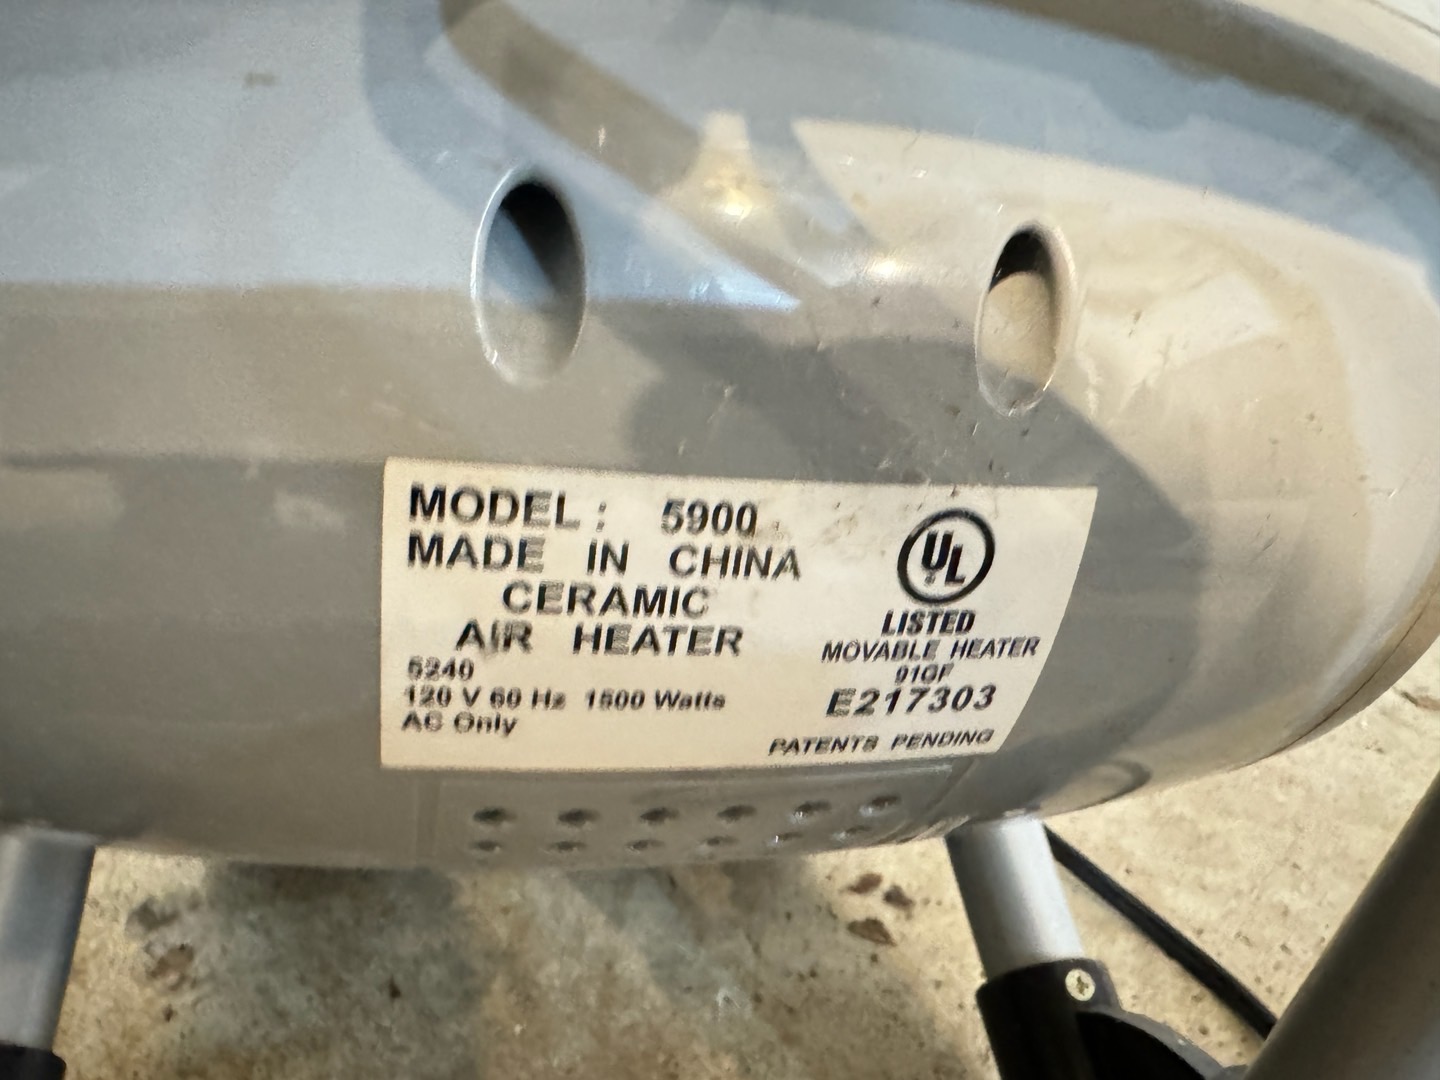 MODEL: 5900
MADE IN CHINA
CERAMIC
AIR HEATER
5240
120 V 60 Hz 1500 Watts
AC Only
UL
LISTED
MOVABLE HEATER
91GF
E217303
PATENTS PENDING